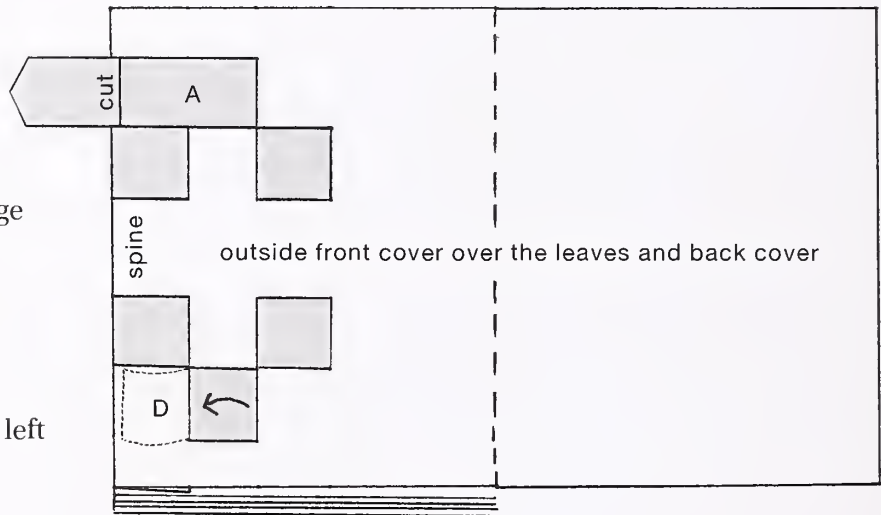 cut
A
ge
spine
outside front cover over the leaves and back cover
D
left